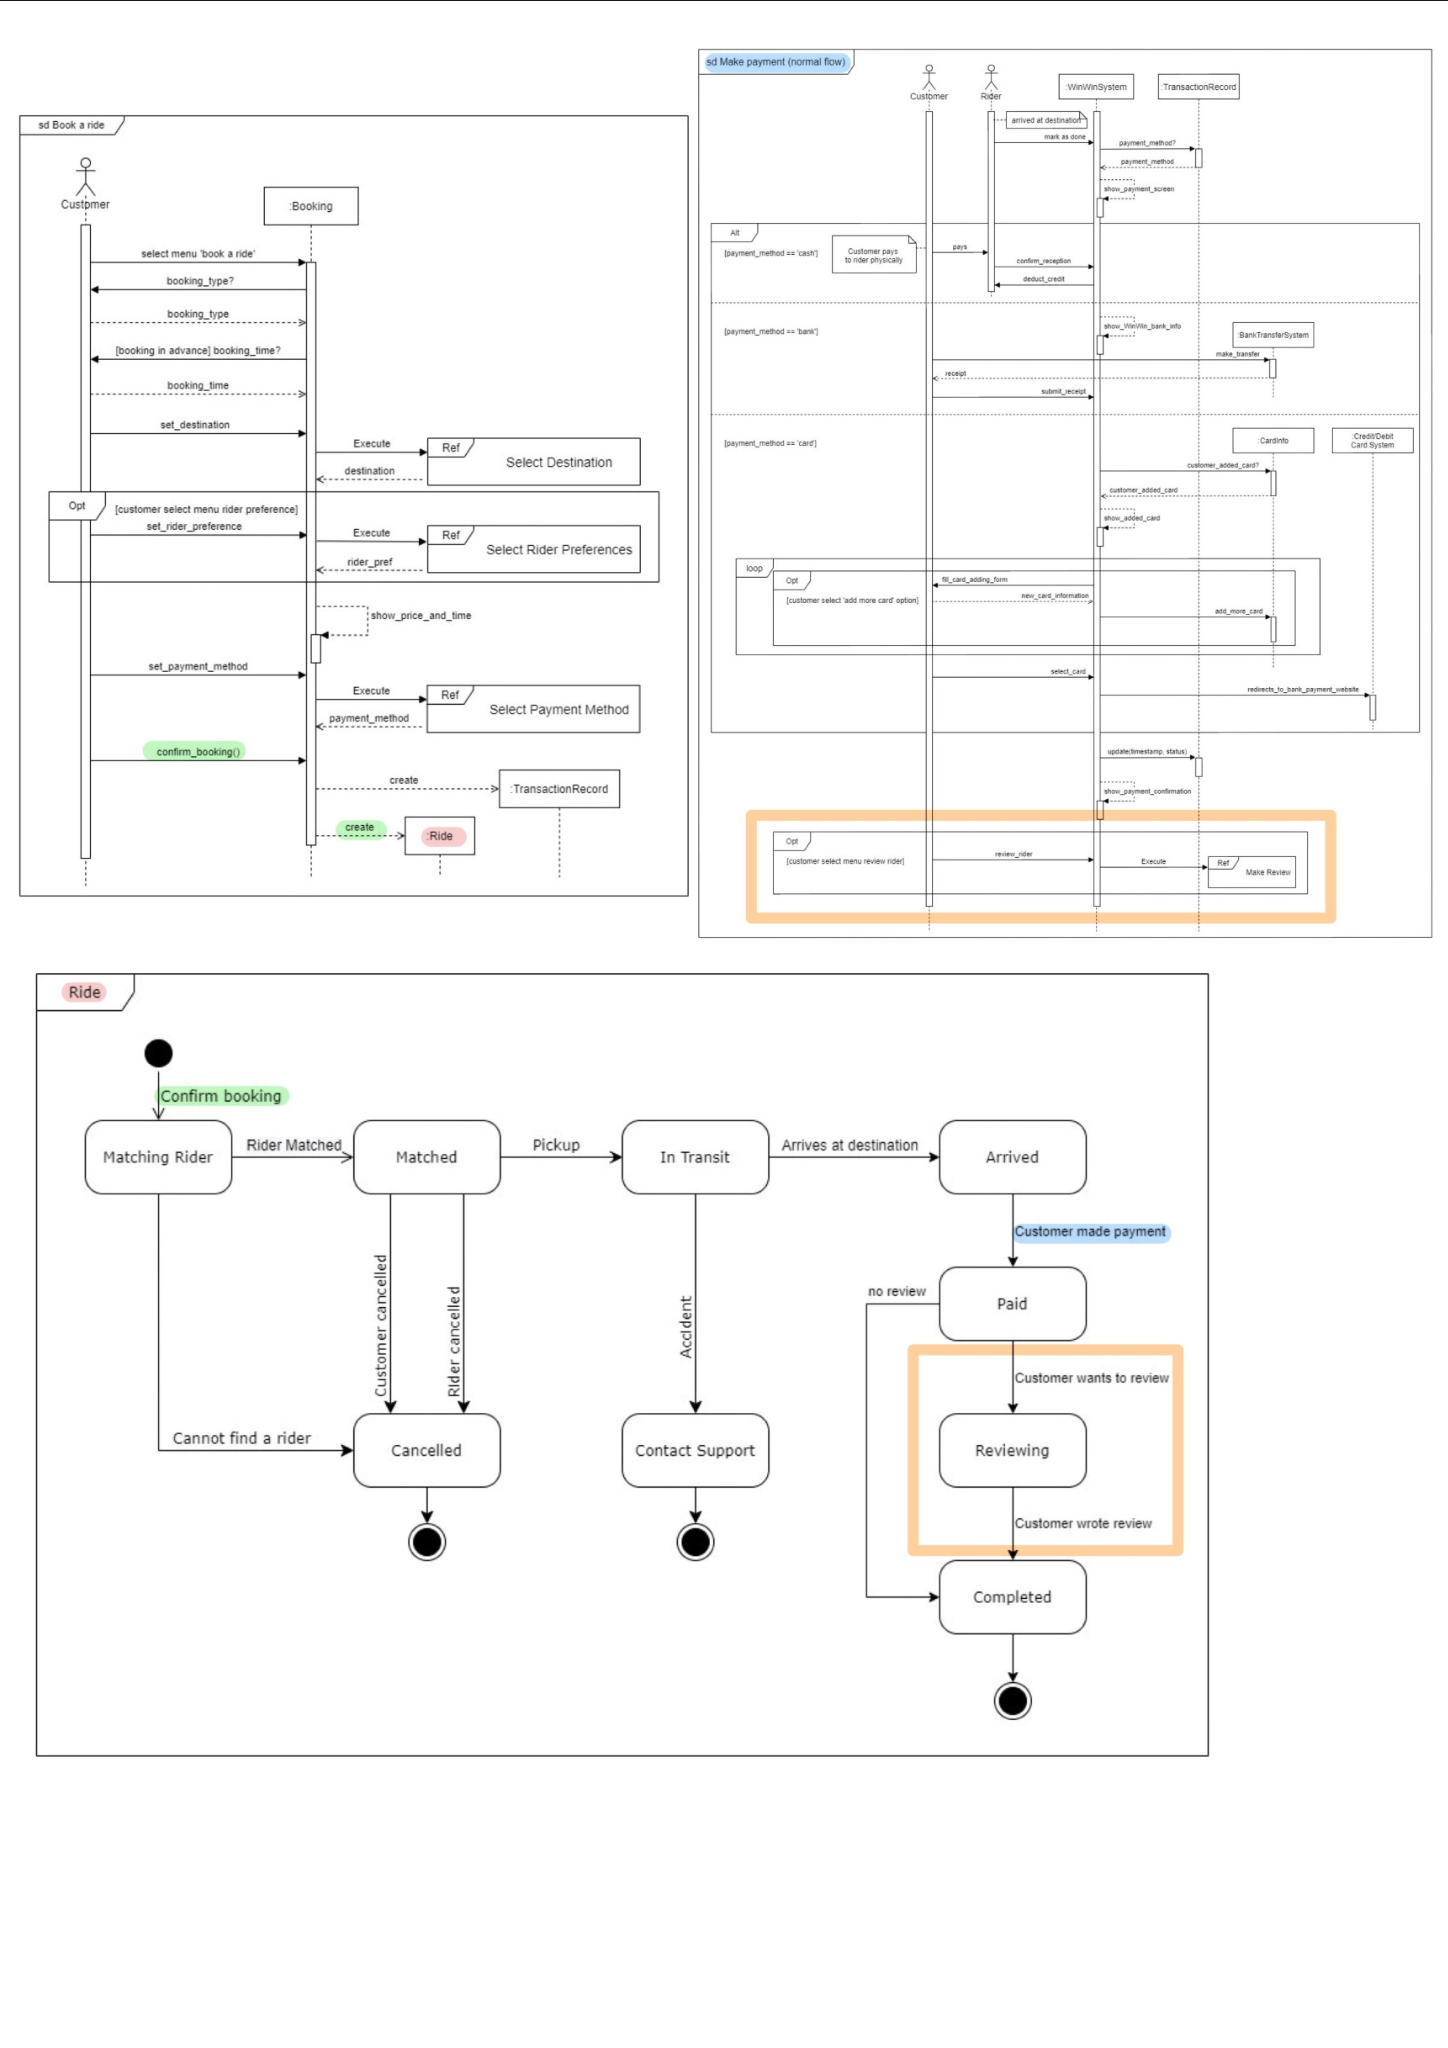 sd Book a ride
Customer
:Booking
select menu 'book a ride'
booking_type?
booking_type
[booking in advance] booking_time?
booking_time
set_destination
Execute
Ref
Select Destination
destination
Opt
[customer select menu rider preference]
set_rider_preference
Execute
Ref
Select Rider Preferences
rider_pref
show_price_and_time
set_payment_method
Execute
Ref
Select Payment Method
payment_method
confirm_booking()
create
:TransactionRecord
create
:Ride
sd Make payment (normal flow)
Customer
Rider
:WinWinSystem
:TransactionRecord
arrived at destination
mark as done
payment_method?
payment_method
show_payment_screen
Alt
[payment_method == 'cash']
Customer pays
to rider physically
pays
confirm_reception
deduct_credit
[payment_method == 'bank']
show_WinWin_bank_info
:BankTransferSystem
make_transfer
receipt
submit_receipt
[payment_method == 'card']
:CardInfo
:Credit/Debit
Card System
customer_added_card?
customer_added_card
show_added_card
loop
Opt
[customer select 'add more card' option]
fill_card_adding_form
new_card_information
add_more_card
select_card
redirects_to_bank_payment_website
update(timestamp, status)
show_payment_confirmation
Opt
[customer select menu review rider]
review_rider
Execute
Ref
Make Review
Ride
Confirm booking
Matching Rider
Rider Matched
Matched
Pickup
In Transit
Arrives at destination
Arrived
Customer made payment
Customer cancelled
Rider cancelled
Accident
no review
Paid
Customer wants to review
Cannot find a rider
Cancelled
Contact Support
Reviewing
Customer wrote review
Completed